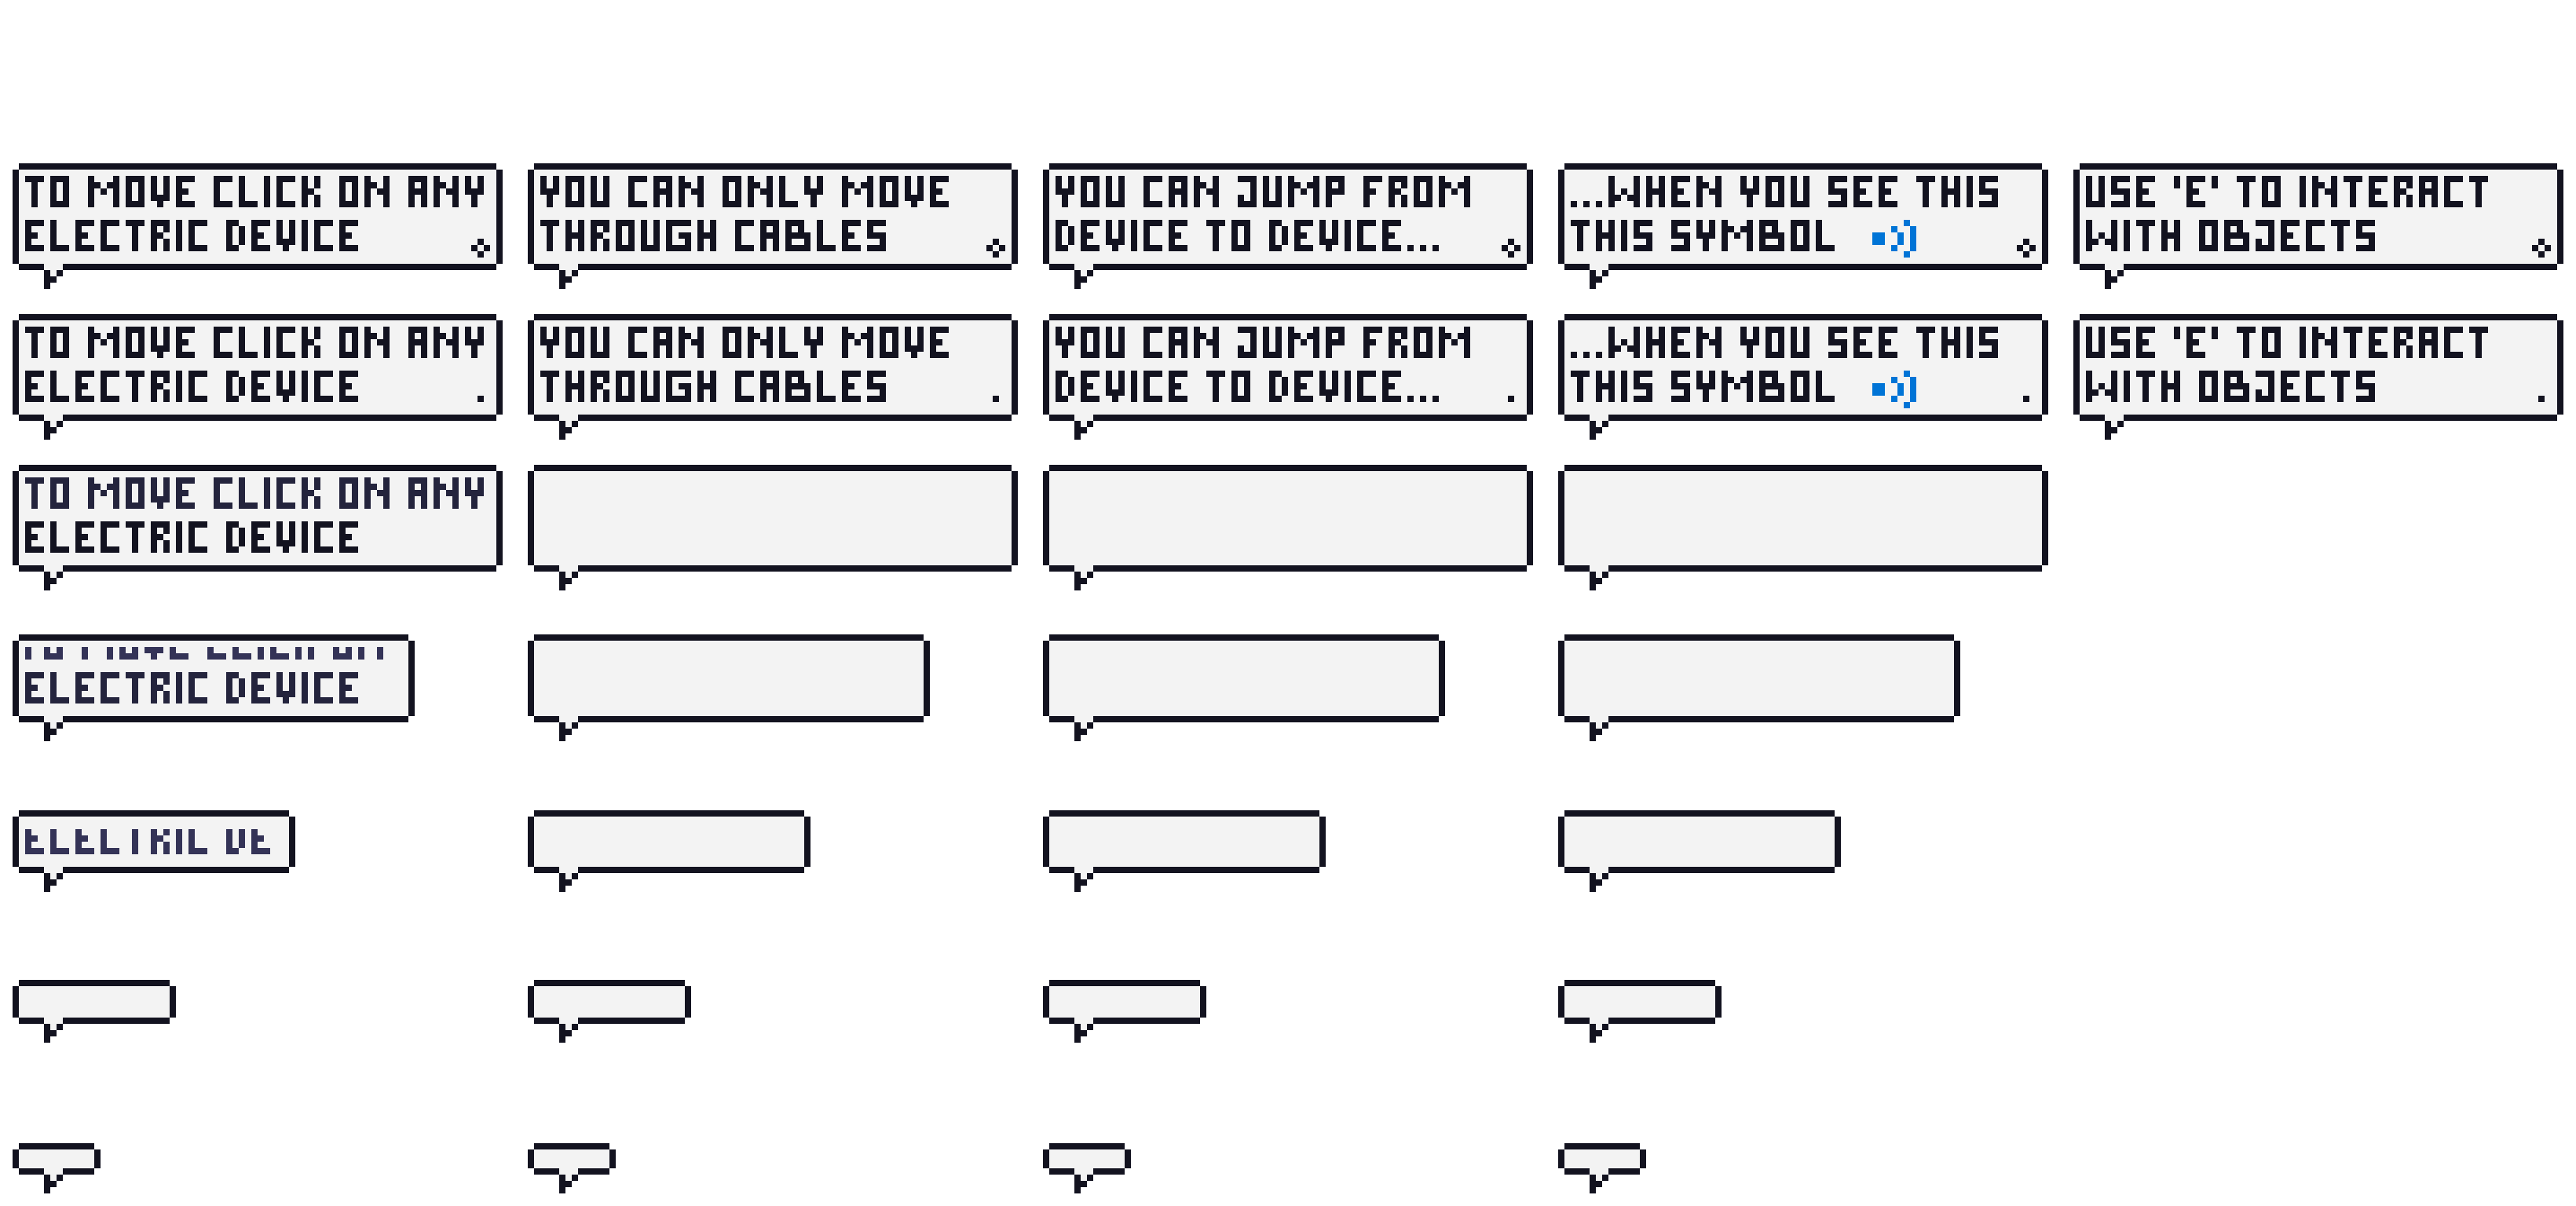 TO MOVE CLICK ON ANY
ELECTRIC DEVICE
YOU CAN ONLY MOVE
THROUGH CABLES
YOU CAN JUMP FROM
DEVICE TO DEVICE...
...WHEN YOU SEE THIS
THIS SYMBOL
USE 'E' TO INTERACT
WITH OBJECTS
TO MOVE CLICK ON ANY
ELECTRIC DEVICE .
YOU CAN ONLY MOVE
THROUGH CABLES .
YOU CAN JUMP FROM
DEVICE TO DEVICE... .
...WHEN YOU SEE THIS
THIS SYMBOL .
USE 'E' TO INTERACT
WITH OBJECTS .
TO MOVE CLICK ON ANY
ELECTRIC DEVICE
ELECTRIC DEVICE